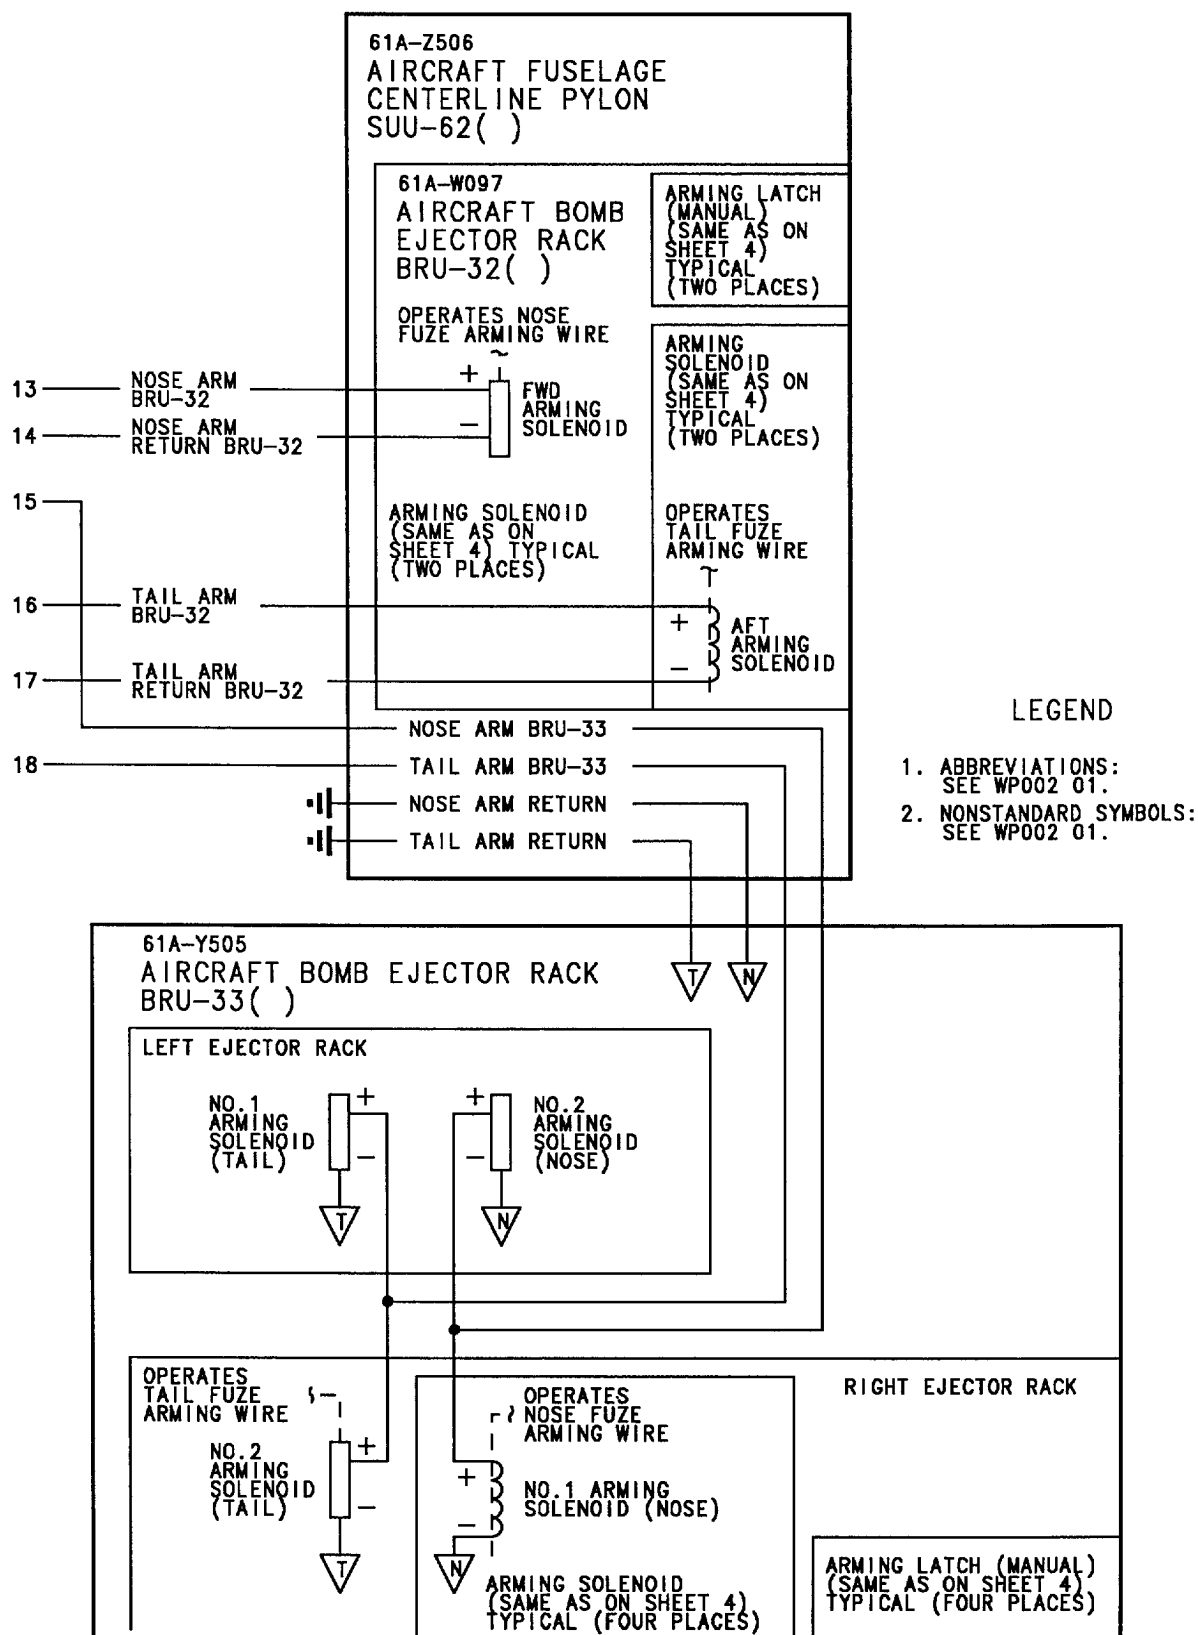 61A-Z506
AIRCRAFT FUSELAGE
CENTERLINE PYLON
SUU-62( )
61A-W097
AIRCRAFT BOMB
EJECTOR RACK
BRU-32( )
ARMING LATCH
(MANUAL)
(SAME AS ON
SHEET 4)
TYPICAL
(TWO PLACES)
OPERATES NOSE
FUZE ARMING WIRE
ARMING
SOLENOID
(SAME AS ON
SHEET 4)
TYPICAL
(TWO PLACES)
13
NOSE ARM
BRU-32
+
FWD
ARMING
SOLENOID
14
NOSE ARM
RETURN BRU-32
-
15
ARMING SOLENOID
(SAME AS ON
SHEET 4) TYPICAL
(TWO PLACES)
OPERATES
TAIL FUZE
ARMING WIRE
16
TAIL ARM
BRU-32
+
AFT
ARMING
SOLENOID
-
17
TAIL ARM
RETURN BRU-32
NOSE ARM BRU-33
18
TAIL ARM BRU-33
NOSE ARM RETURN
TAIL ARM RETURN
LEGEND
1. ABBREVIATIONS:
SEE WP002 01.
2. NONSTANDARD SYMBOLS:
SEE WP002 01.
61A-Y505
AIRCRAFT BOMB EJECTOR RACK
BRU-33( )
T
N
LEFT EJECTOR RACK
NO.1
ARMING
SOLENOID
(TAIL)
+
-
T
+
-
NO.2
ARMING
SOLENOID
(NOSE)
N
RIGHT EJECTOR RACK
OPERATES
TAIL FUZE
ARMING WIRE
NO.2
ARMING
SOLENOID
(TAIL)
+
-
T
OPERATES
NOSE FUZE
ARMING WIRE
+
-
NO.1 ARMING
SOLENOID (NOSE)
N
ARMING SOLENOID
(SAME AS ON SHEET 4)
TYPICAL (FOUR PLACES)
ARMING LATCH (MANUAL)
(SAME AS ON SHEET 4)
TYPICAL (FOUR PLACES)